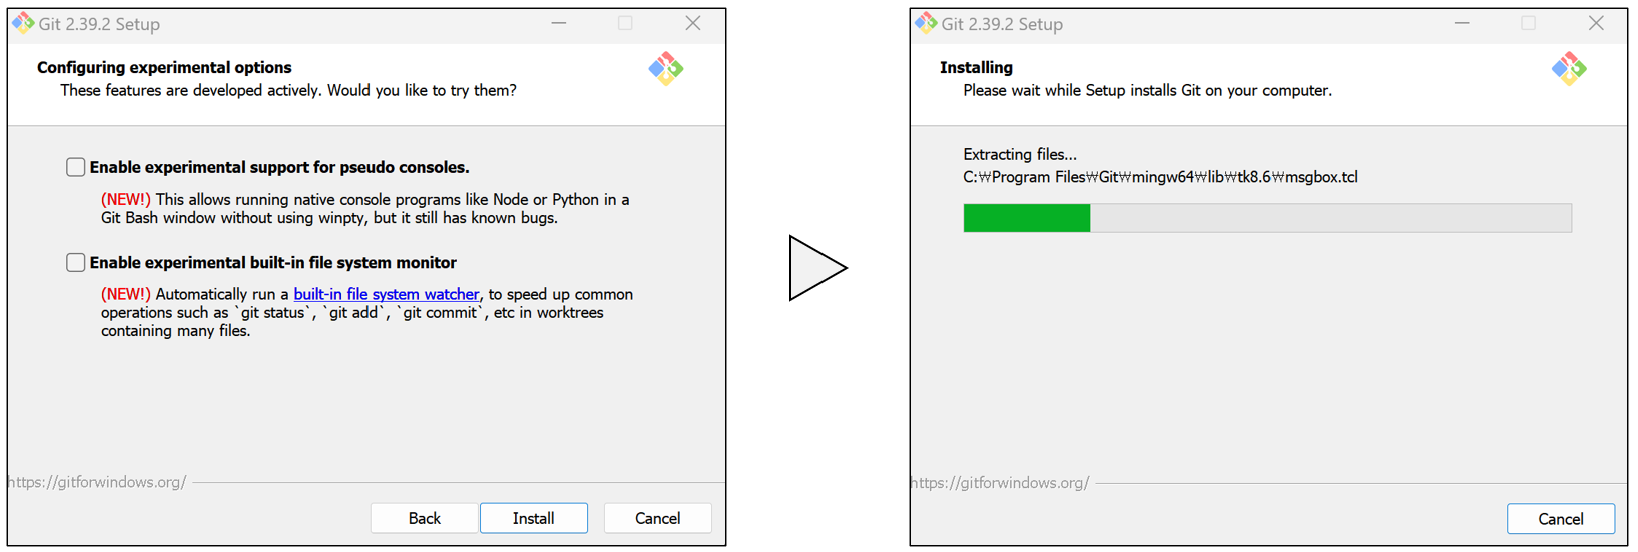 Git 2.39.2 Setup
Configuring experimental options
These features are developed actively. Would you like to try them?
Enable experimental support for pseudo consoles.
(NEW!) This allows running native console programs like Node or Python in a
Git Bash window without using winpty, but it still has known bugs.
Enable experimental built-in file system monitor
(NEW!) Automatically run a built-in file system watcher, to speed up common
operations such as `git status`, `git add`, `git commit`, etc in worktrees
containing many files.
https://gitforwindows.org/
Back
Install
Cancel
Git 2.39.2 Setup
Installing
Please wait while Setup installs Git on your computer.
Extracting files...
C:₩Program Files₩Git₩mingw64₩lib₩tk8.6₩msgbox.tcl
https://gitforwindows.org/
Cancel